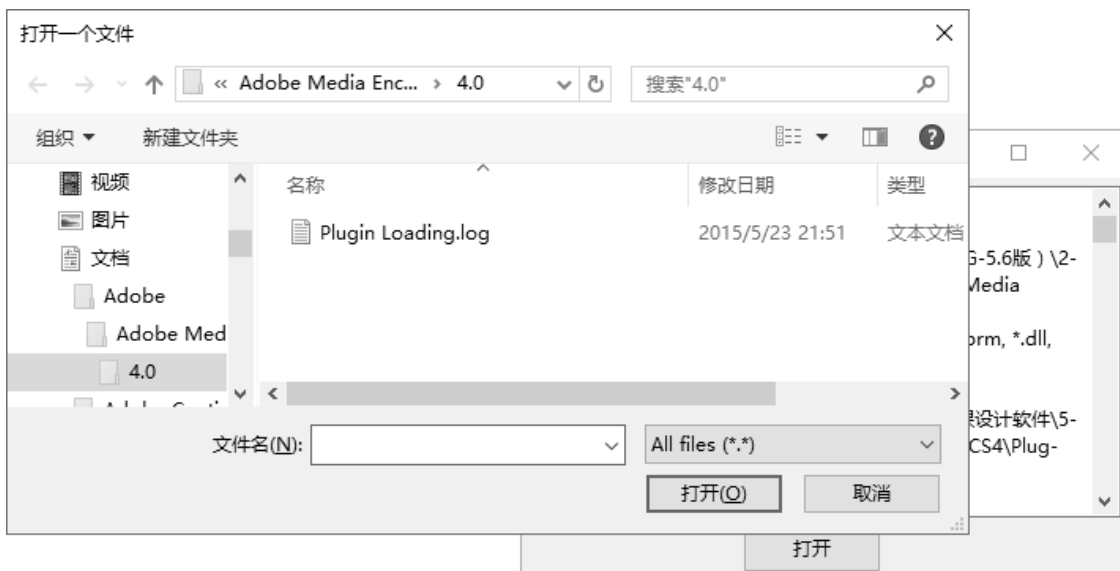 打开一个文件
« Adobe Media Enc... › 4.0
搜索"4.0"
组织
新建文件夹
视频
图片
文档
Adobe
Adobe Med
4.0
名称
修改日期
类型
Plugin Loading.log
2015/5/23 21:51
文本文档
文件名(N):
All files (*.*)
打开(O)
取消
G-5.6版）\2-
Media
orm, *.dll,
设计软件\5-
CS4\Plug-
打开